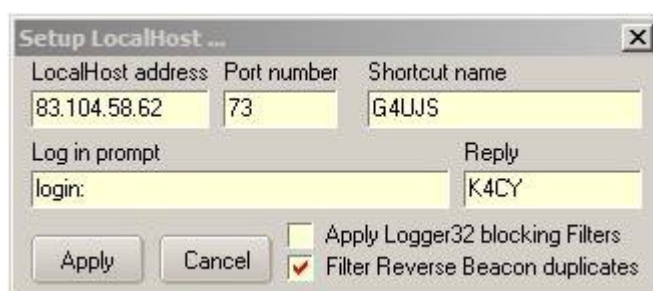 Setup LocalHost ...
LocalHost address Port number Shortcut name
83.104.58.62 73 G4UJS
Log in prompt Reply
login: K4CY
Apply Logger32 blocking Filters
Apply Cancel Filter Reverse Beacon duplicates